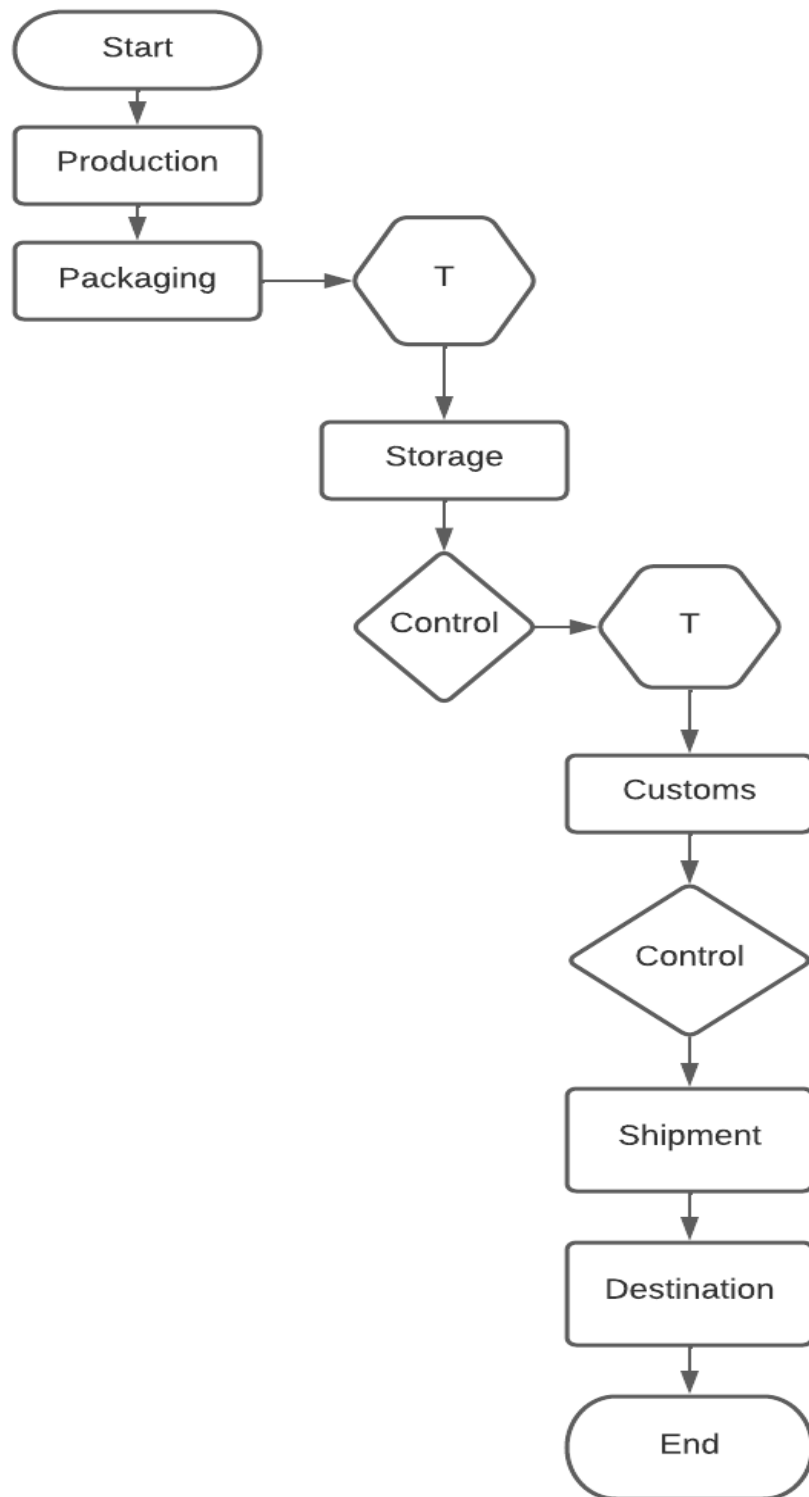 Start
Production
Packaging
T
Storage
Control
T
Customs
Control
Shipment
Destination
End